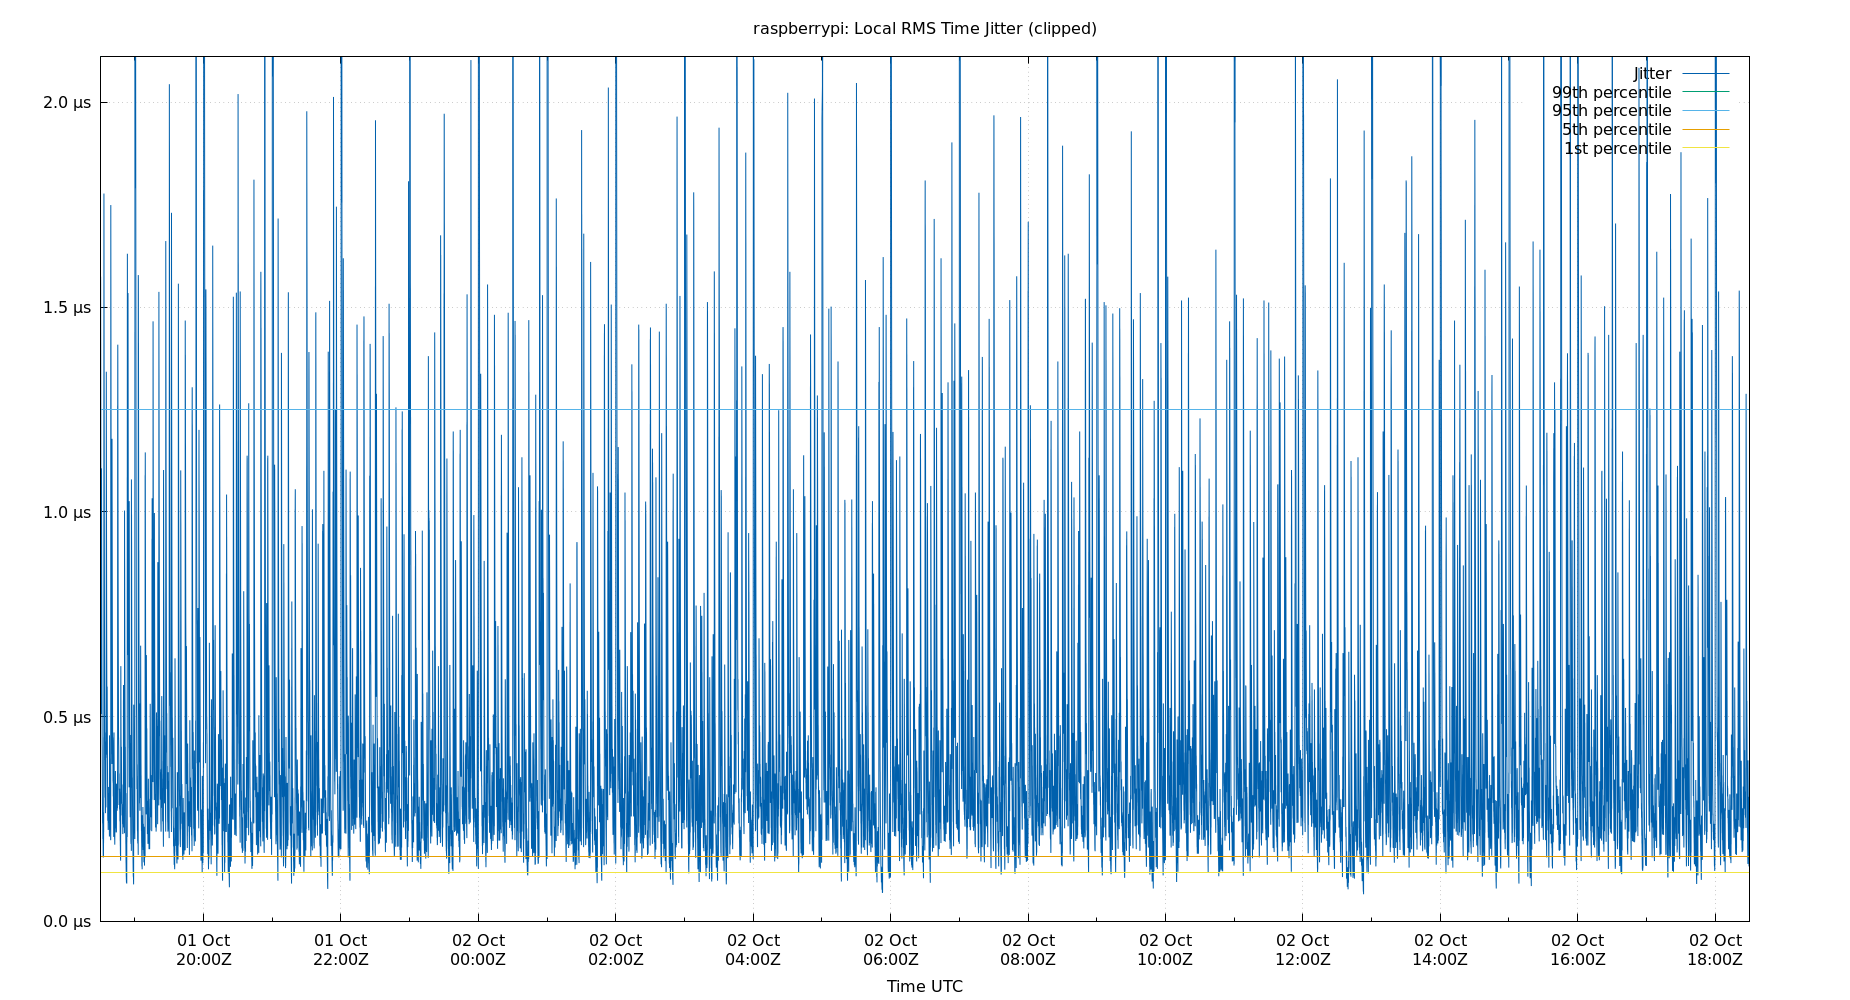 raspberrypi: Local RMS Time Jitter (clipped)
Jitter
99th percentile
95th percentile
5th percentile
1st percentile
2.0 µs
1.5 µs
1.0 µs
0.5 µs
0.0 µs
01 Oct 20:00Z
01 Oct 22:00Z
02 Oct 00:00Z
02 Oct 02:00Z
02 Oct 04:00Z
02 Oct 06:00Z
02 Oct 08:00Z
02 Oct 10:00Z
02 Oct 12:00Z
02 Oct 14:00Z
02 Oct 16:00Z
02 Oct 18:00Z
Time UTC